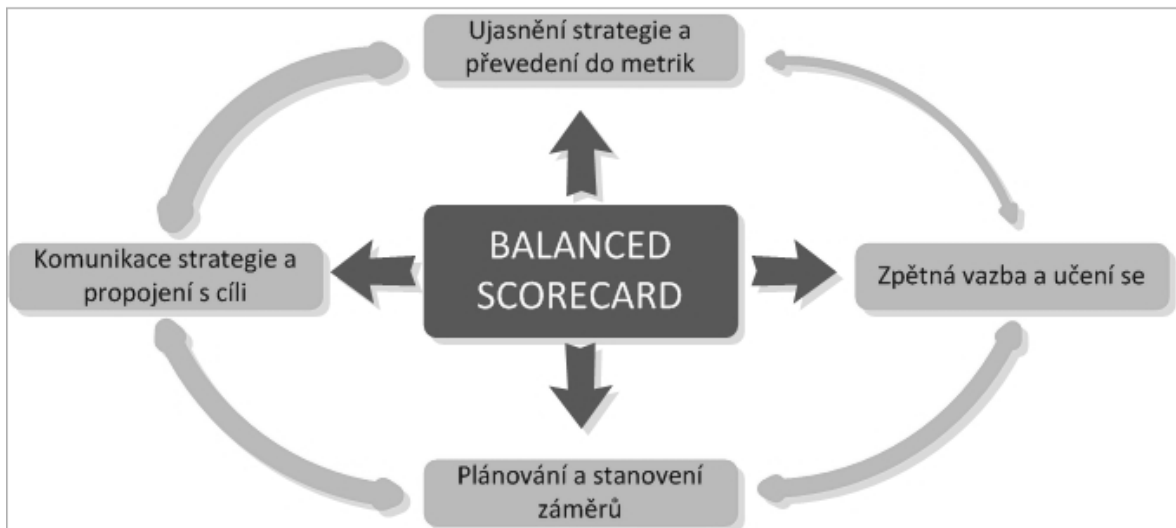 Ujasnění strategie a
převedení do metrik
Komunikace strategie a
propojení s cíli
BALANCED
SCORECARD
Zpětná vazba a učení se
Plánování a stanovení
záměrů